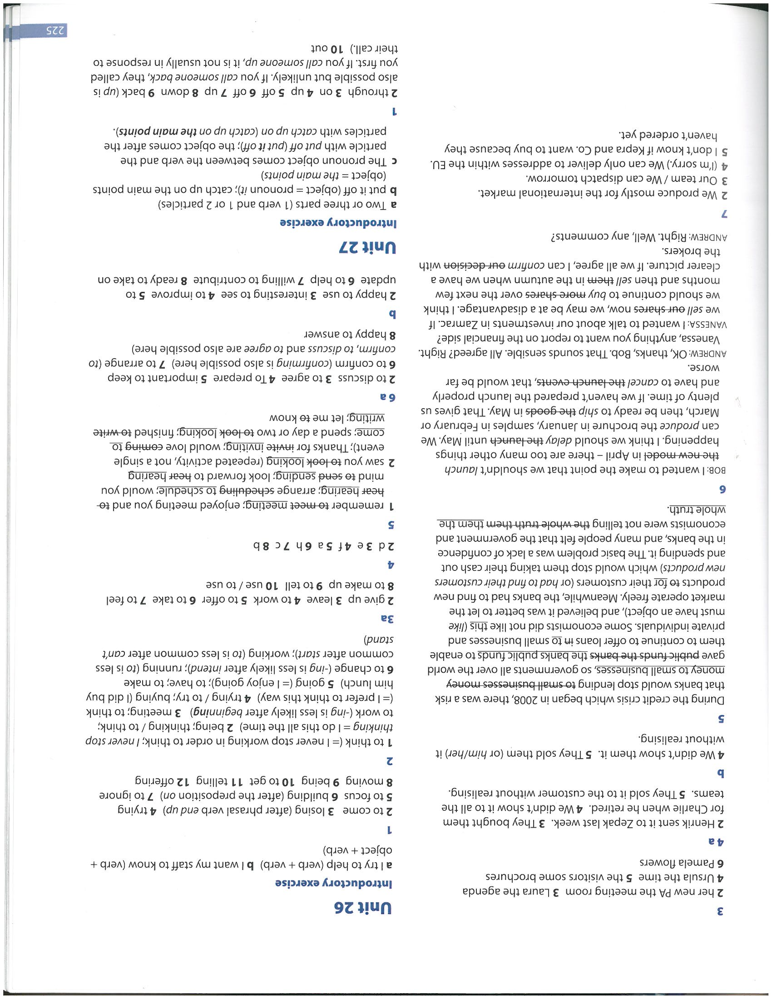 3
2 her new PA the meeting room 3 Laura the agenda
4 Ursula the time 5 the visitors some brochures
6 Pamela flowers
4 a
2 Henrik sent it to Zepak last week. 3 They bought them
for Charlie when he retired. 4 We didn't show it to all the
teams. 5 They sold it to the customer without realising.
b
4 We didn't show them it. 5 They sold them (or him/her) it
without realising.
5
During the credit crisis which began in 2008, there was a risk
that banks would stop lending to small businesses money
money to small businesses, so governments all over the world
gave public funds the banks the banks public funds to enable
them to continue to offer loans in to small businesses and
private individuals. Some economists did not like this (like
must have an object), and believed it was better to let the
market operate freely. Meanwhile, the banks had to find new
products to for their customers (or had to find their customers
new products) which would stop them taking their cash out
and spending it. The basic problem was a lack of confidence
in the banks, and many people felt that the government and
economists were not telling the whole truth them them the
whole truth.
6
BOB: I wanted to make the point that we shouldn't launch
the new model in April – there are too many other things
happening. I think we should delay the launch until May. We
can produce the brochure in January, samples in February or
March, then be ready to ship the goods in May. That gives us
plenty of time. If we haven't prepared the launch properly
and have to cancel the launch events, that would be far
worse.
ANDREW: OK, thanks, Bob. That sounds sensible. All agreed? Right.
Vanessa, anything you want to report on the financial side?
VANESSA: I wanted to talk about our investments in Zamrac. If
we sell our shares now, we may be at a disadvantage. I think
we should continue to buy more shares over the next few
months and then sell them in the autumn when we have a
clearer picture. If we all agree, I can confirm our decision with
the brokers.
ANDREW: Right. Well, any comments?
7
2 We produce mostly for the international market.
3 Our team / We can dispatch tomorrow.
4 (I'm sorry.) We can only deliver to addresses within the EU.
5 I don't know if Kepra and Co. want to buy because they
haven't ordered yet.
Unit 26
Introductory exercise
a I try to help (verb + verb) b I want my staff to know (verb +
object + verb)
1
2 to come 3 losing (after phrasal verb end up) 4 trying
5 to focus 6 building (after the preposition on) 7 to ignore
8 moving 9 being 10 to get 11 telling 12 offering
2
1 to think (= I never stop working in order to think; I never stop
thinking = I do this all the time) 2 being; thinking / to think;
to work (-ing is less likely after beginning) 3 meeting; to think
(= I prefer to think this way) 4 trying / to try; buying (I did buy
him lunch) 5 going (= I enjoy going); to have; to make
6 to change (-ing is less likely after intend); running (to is less
common after start); working (to is less common after can't
stand)
3a
2 give up 3 leave 4 to work 5 to offer 6 to take 7 to feel
8 to make up 9 to tell 10 use / to use
4
2 d 3 e 4 f 5 a 6 h 7 c 8 b
5
1 remember to meet meeting; enjoyed meeting you and to
hear hearing; arrange scheduling to schedule; would you
mind to send sending; look forward to hear hearing
2 saw you to look looking (repeated activity, not a single
event); Thanks for invite inviting; would love coming to
come; spend a day or two to look looking; finished to write
writing; let me to know
6 a
2 to discuss 3 to agree 4 To prepare 5 important to keep
6 to confirm (confirming is also possible here) 7 to arrange (to
confirm, to discuss and to agree are also possible here)
8 happy to answer
b
2 happy to use 3 interesting to see 4 to improve 5 to
update 6 to help 7 willing to contribute 8 ready to take on
Unit 27
Introductory exercise
a Two or three parts (1 verb and 1 or 2 particles)
b put it off (object = pronoun it); catch up on the main points
(object = the main points)
c The pronoun object comes between the verb and the
particle with put off (put it off); the object comes after the
particles with catch up on (catch up on the main points).
1
2 through 3 on 4 up 5 off 6 off 7 up 8 down 9 back (up is
also possible but unlikely. If you call someone back, they called
you first. If you call someone up, it is not usually in response to
their call.) 10 out
225